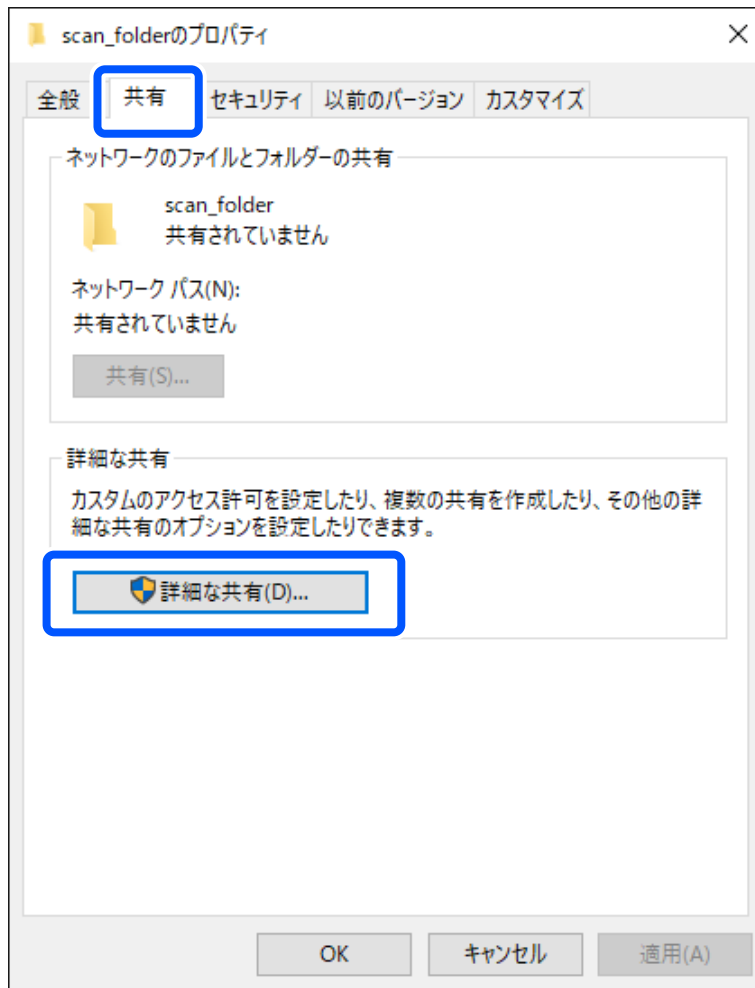 scan_folderのプロパティ
全般 共有 セキュリティ 以前のバージョン カスタマイズ
ネットワークのファイルとフォルダーの共有
scan_folder
共有されていません
ネットワーク パス(N):
共有されていません
共有(S)...
詳細な共有
カスタムのアクセス許可を設定したり、複数の共有を作成したり、その他の詳
細な共有のオプションを設定したりできます。
詳細な共有(D)...
OK キャンセル 適用(A)